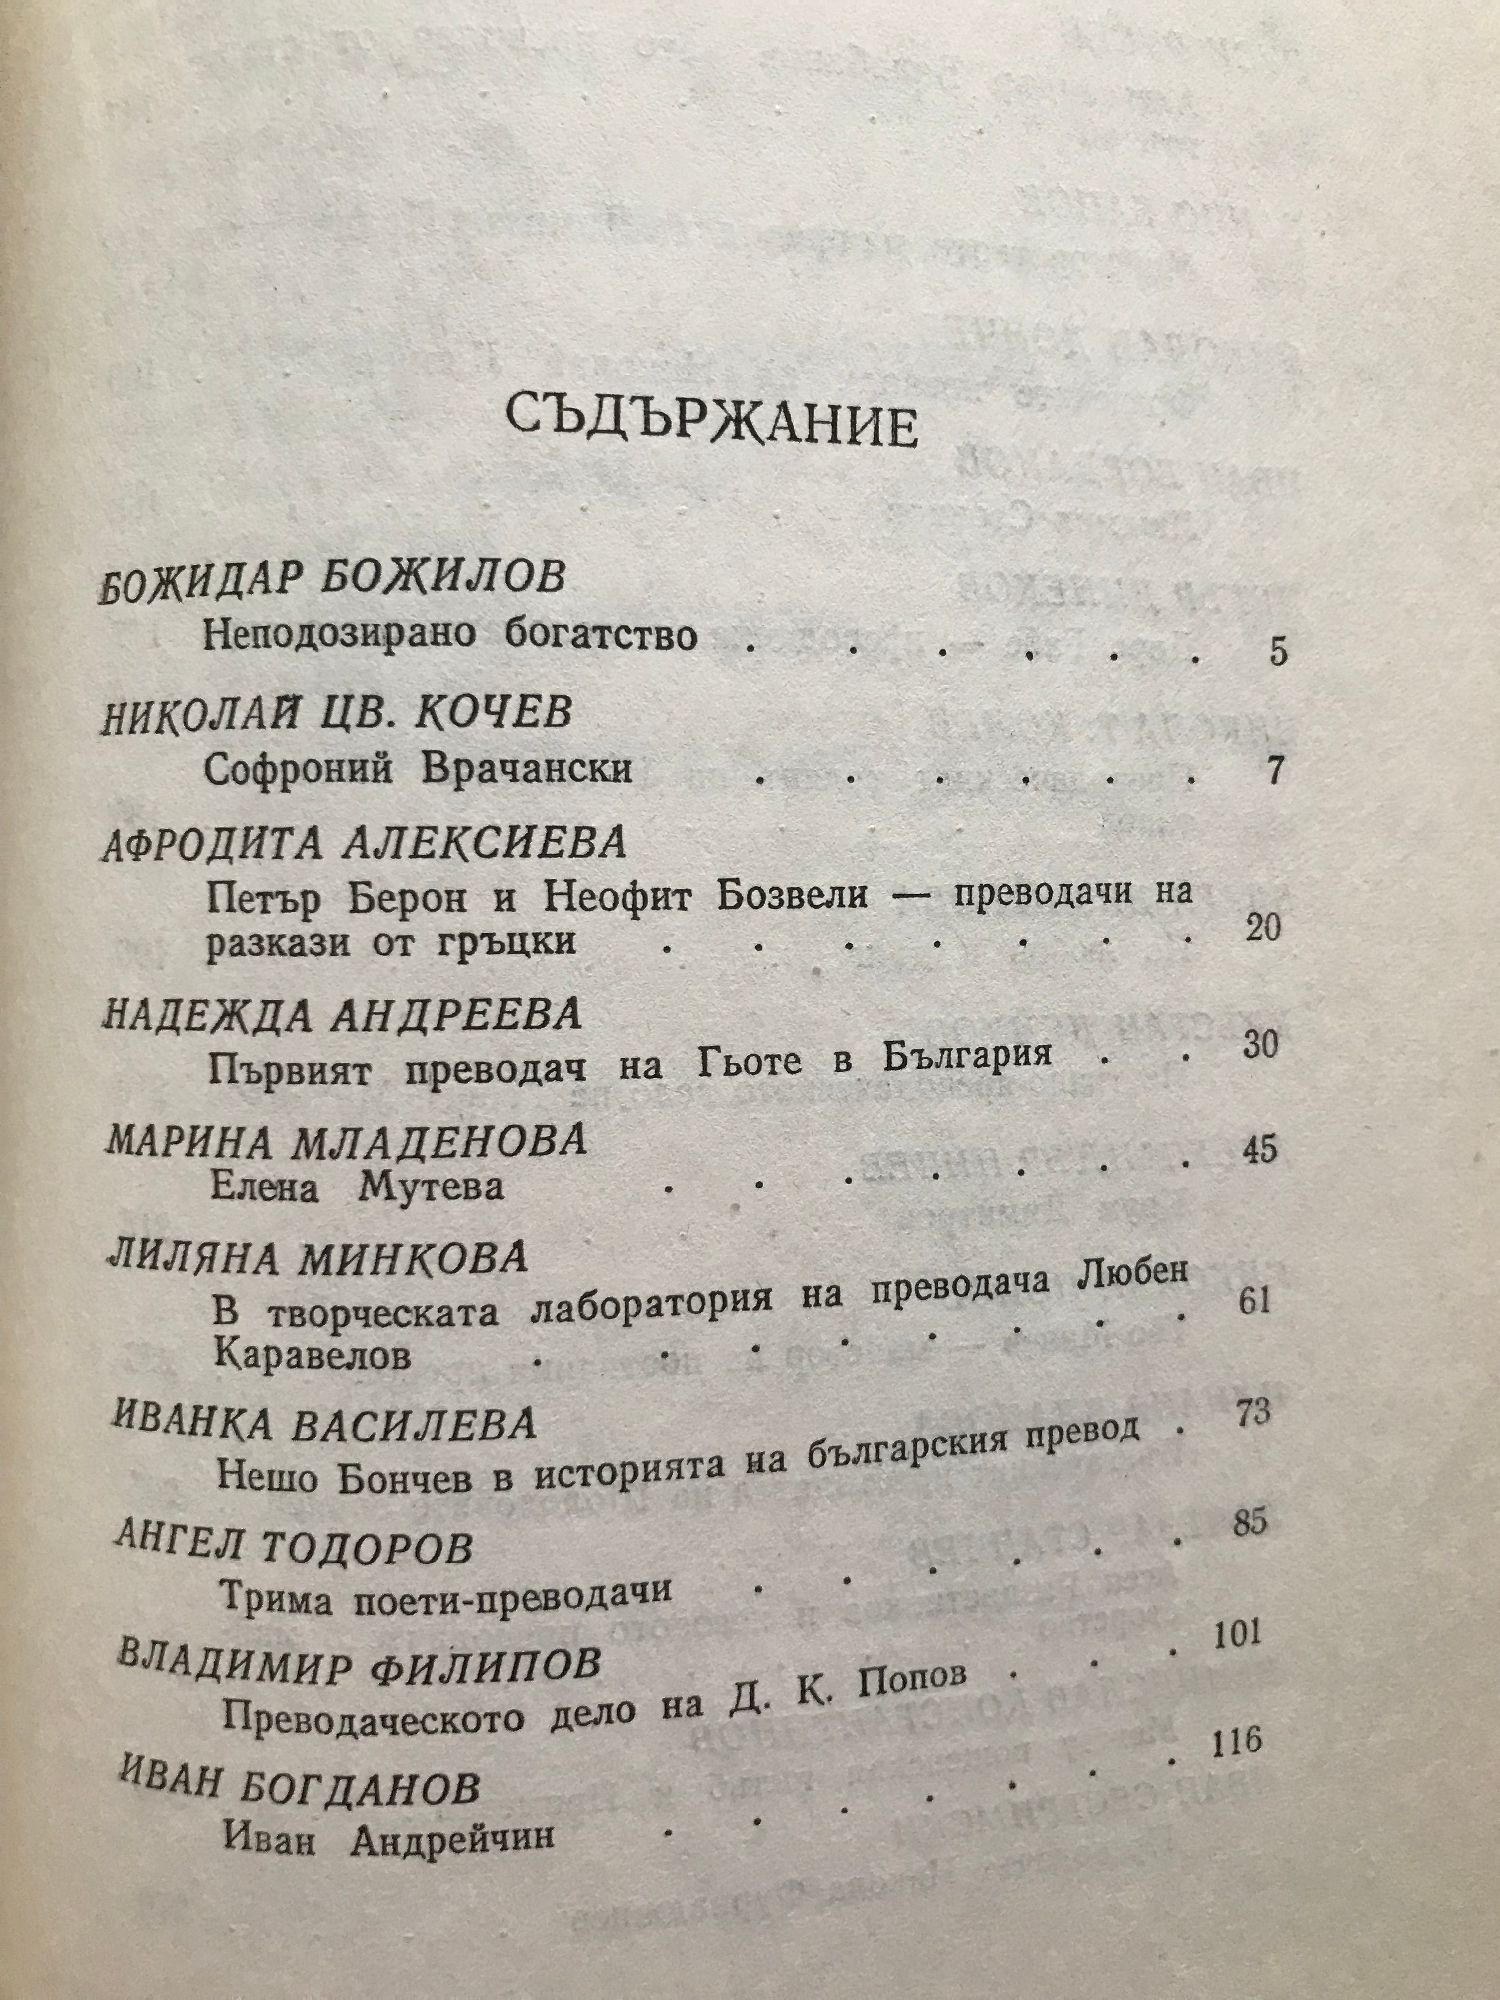 СЪДЪРЖАНИЕ
БОЖИДАР БОЖИЛОВ
Неподозирано богатство . . . . . . 5
НИКОЛАЙ ЦВ. КОЧЕВ
Софроний Врачански . . . . . . 7
АФРОДИТА АЛЕКСИЕВА
Петър Берон и Неофит Бозвели — преводачи на
разкази от гръцки . . . . . . . 20
НАДЕЖДА АНДРЕЕВА
Първият преводач на Гьоте в България . . 30
МАРИНА МЛАДЕНОВА
Елена Мутева . . . . . . . 45
ЛИЛЯНА МИНКОВА
В творческата лаборатория на преводача Любен
Каравелов . . . . . . . . 61
ИВАНКА ВАСИЛЕВА
Нешо Бончев в историята на българския превод . 73
АНГЕЛ ТОДОРОВ
Трима поети-преводачи . . . . . . 85
ВЛАДИМИР ФИЛИПОВ
Преводаческото дело на Д. К. Попов . . . 101
ИВАН БОГДАНОВ
Иван Андрейчин . . . . . . . 116